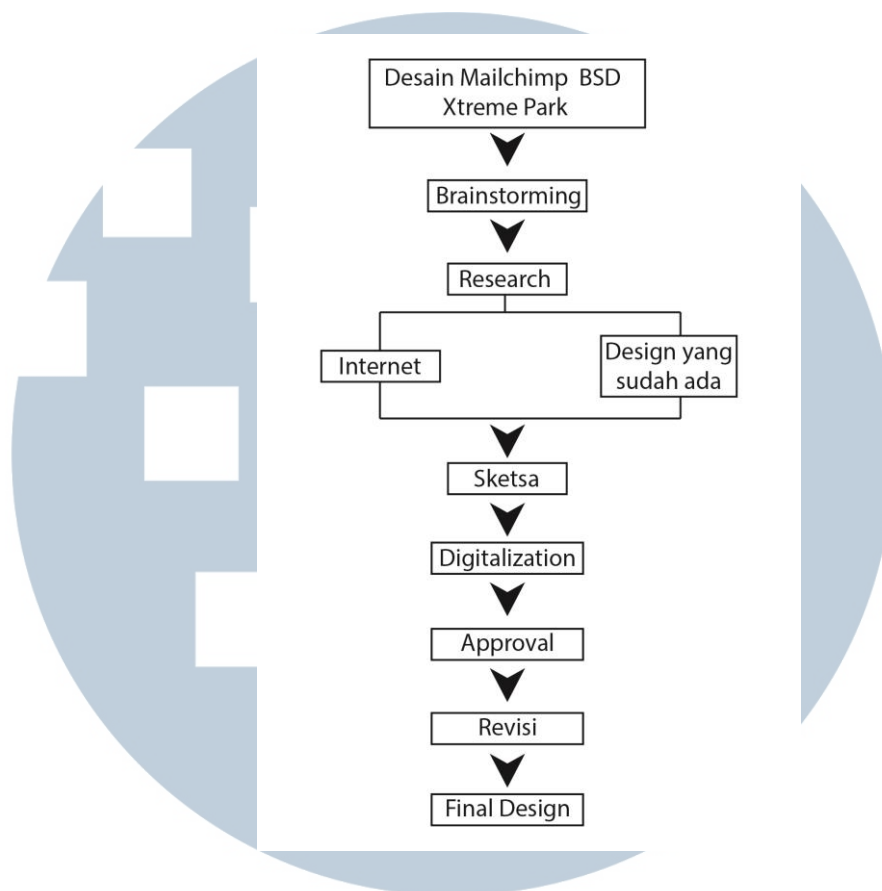 Desain Mailchimp BSD
Xtreme Park
Brainstorming
Research
Internet
Design yang
sudah ada
Sketsa
Digitalization
Approval
Revisi
Final Design